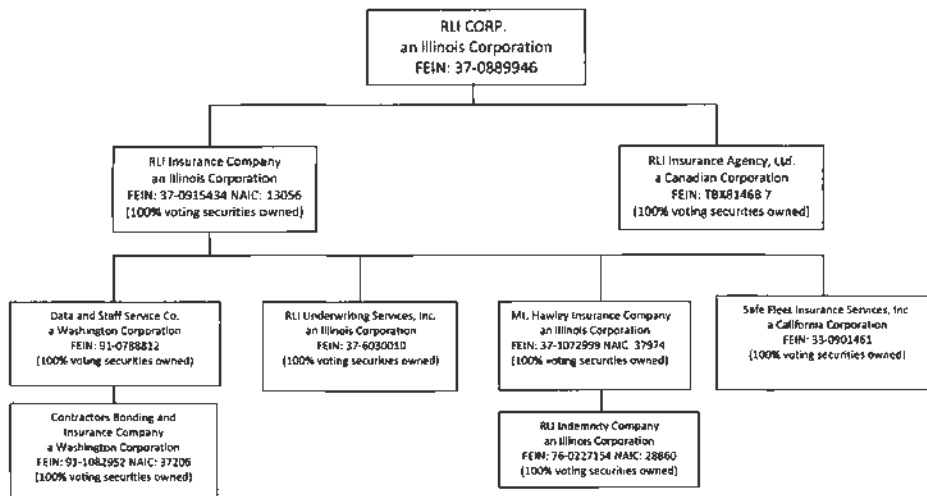 RLI CORP.
an Illinois Corporation
FEIN: 37-0889946
RLI Insurance Company
an Illinois Corporation
FEIN: 37-0915434 NAIC: 13056
(100% voting securities owned)
RLI Insurance Agency, Ltd.
a Canadian Corporation
FEIN:
(100% voting securities owned)
Data and Staff Service Co.
a Washington Corporation
FEIN: 91-0788812
(100% voting securities owned)
RLI Underwriting Services, Inc.
an Illinois Corporation
FEIN: 37-6030010
(100% voting securities owned)
Mt. Hawley Insurance Company
an Illinois Corporation
FEIN: 37-1072999 NAIC: 37974
(100% voting securities owned)
Safe Fleet Insurance Services, Inc
a California Corporation
FEIN: 33-0901461
(100% voting securities owned)
Contractors Bonding and
Insurance Company
a Washington Corporation
FEIN: 91-1082952 NAIC: 37206
(100% voting securities owned)
RLI Indemnity Company
an Illinois Corporation
FEIN: 76-0227154 NAIC: 28860
(100% voting securities owned)